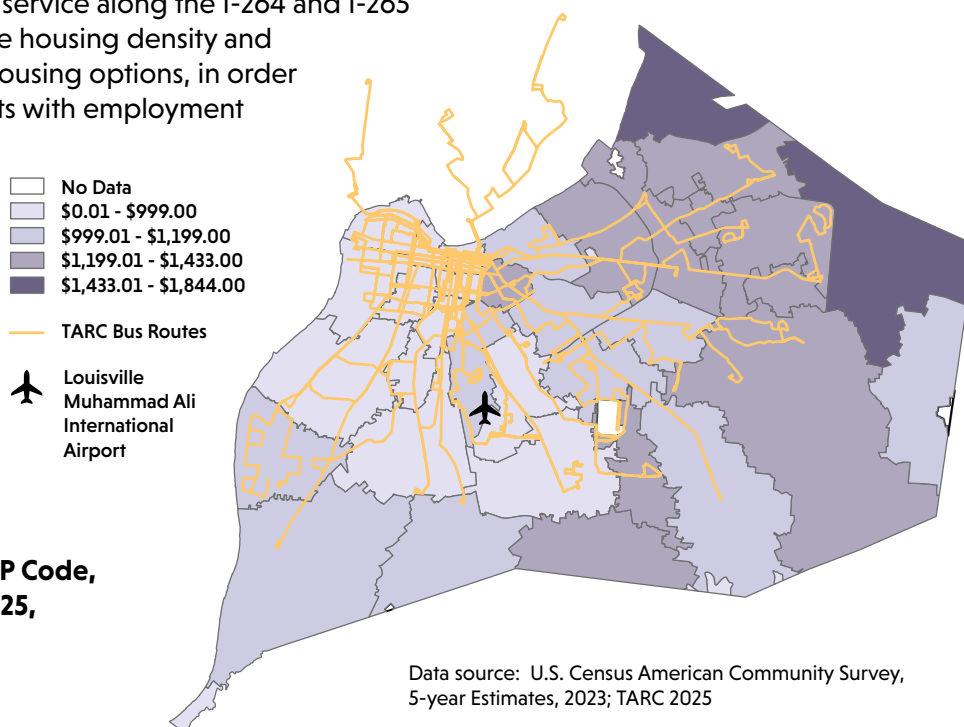 service along the I-264 and I-265
e housing density and
ousing options, in order
ts with employment
No Data
$0.01 - $999.00
$999.01 - $1,199.00
$1,199.01 - $1,433.00
$1,433.01 - $1,844.00
TARC Bus Routes
Louisville
Muhammad Ali
International
Airport
P Code,
25,
Data source:  U.S. Census American Community Survey,
5-year Estimates, 2023; TARC 2025